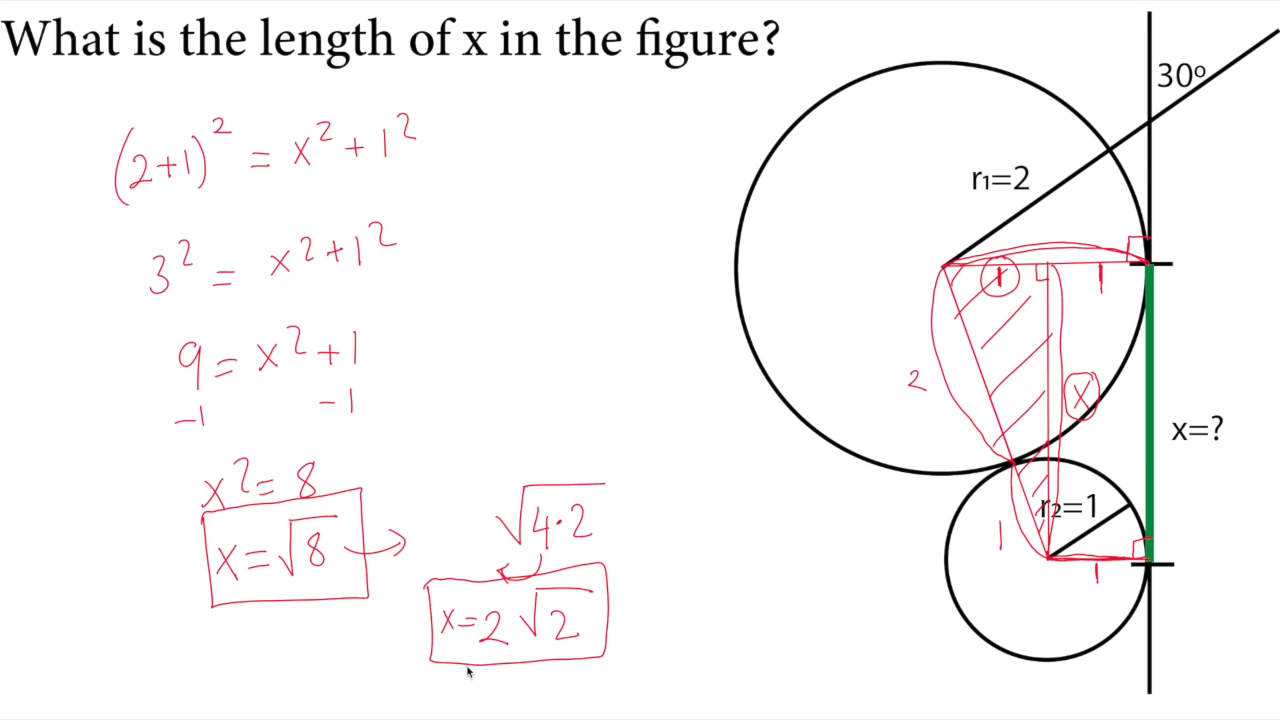 What is the length of x in the figure?
(2+1)² = x² + 1²
3² = x² + 1²
9 = x² + 1
-1 -1
x² = 8
x = √8 →
√4·2
x = 2√2
30º
r₁=2
1 1
2
x
x=?
r₂=1
1
1